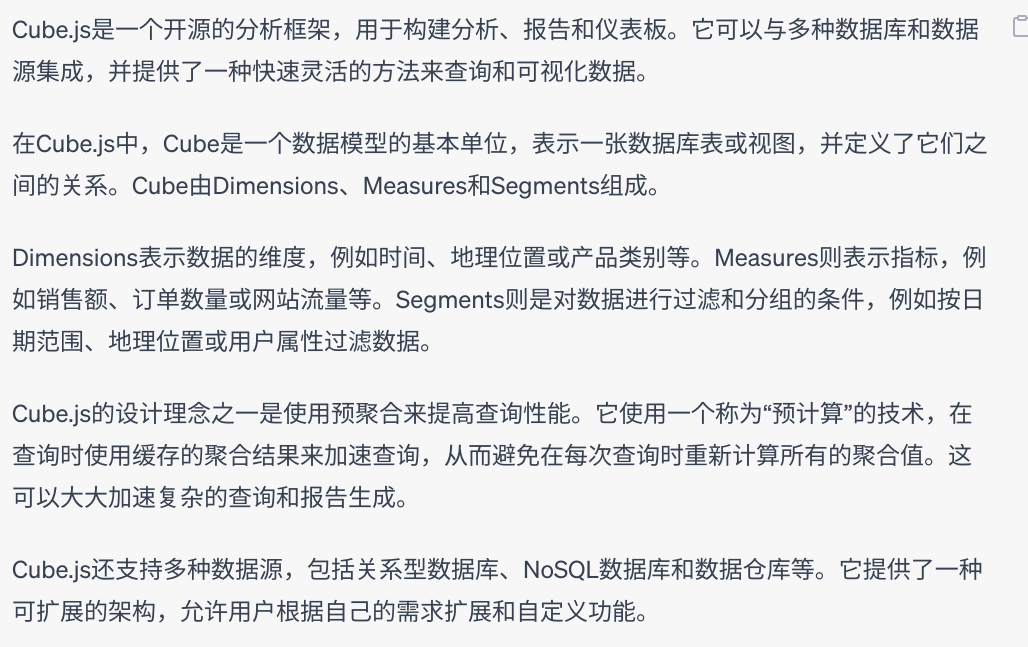 Cube.js是一个开源的分析框架，用于构建分析、报告和仪表板。它可以与多种数据库和数据
源集成，并提供了一种快速灵活的方法来查询和可视化数据。
在Cube.js中，Cube是一个数据模型的基本单位，表示一张数据库表或视图，并定义了它们之
间的关系。Cube由Dimensions、Measures和Segments组成。
Dimensions表示数据的维度，例如时间、地理位置或产品类别等。Measures则表示指标，例
如销售额、订单数量或网站流量等。Segments则是对数据进行过滤和分组的条件，例如按日
期范围、地理位置或用户属性过滤数据。
Cube.js的设计理念之一是使用预聚合来提高查询性能。它使用一个称为“预计算”的技术，在
查询时使用缓存的聚合结果来加速查询，从而避免在每次查询时重新计算所有的聚合值。这
可以大大加速复杂的查询和报告生成。
Cube.js还支持多种数据源，包括关系型数据库、NoSQL数据库和数据仓库等。它提供了一种
可扩展的架构，允许用户根据自己的需求扩展和自定义功能。